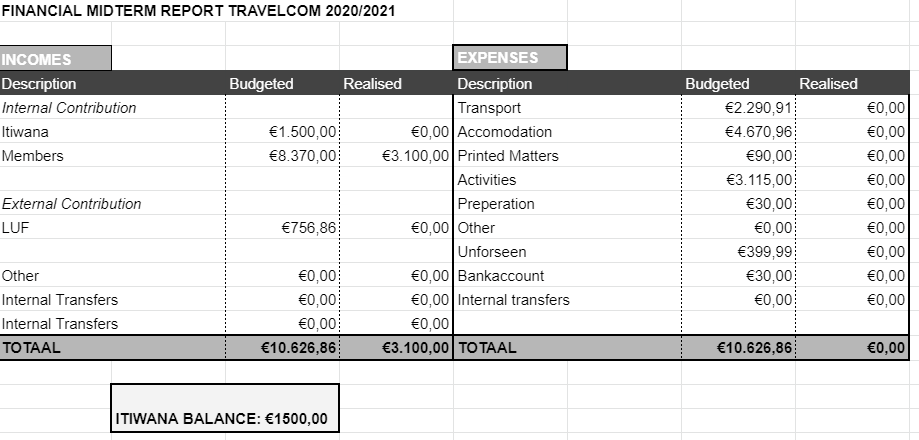 FINANCIAL MIDTERM REPORT TRAVELCOM 2020/2021
INCOMES EXPENSES
Description Budgeted Realised Description Budgeted Realised
Internal Contribution Transport €2.290,91 €0,00
Itiwana €1.500,00 €0,00 Accomodation €4.670,96 €0,00
Members €8.370,00 €3.100,00 Printed Matters €90,00 €0,00
Activities €3.115,00 €0,00
External Contribution Preperation €30,00 €0,00
LUF €756,86 €0,00 Other €0,00 €0,00
Unforseen €399,99 €0,00
Other €0,00 €0,00 Bankaccount €30,00 €0,00
Internal Transfers €0,00 €0,00 Internal transfers €0,00 €0,00
Internal Transfers €0,00 €0,00
TOTAAL €10.626,86 €3.100,00 TOTAAL €10.626,86 €0,00
ITIWANA BALANCE: €1500,00